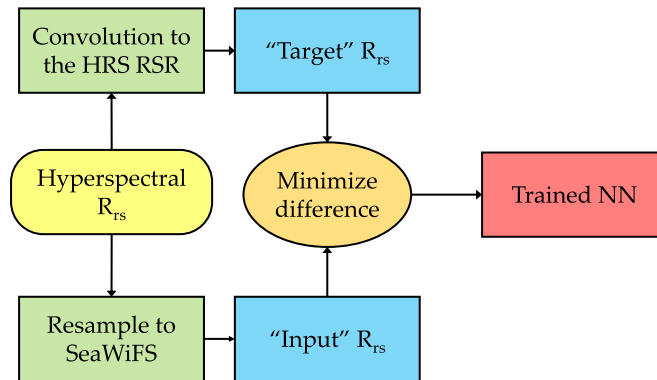 Convolution to
the HRS RSR
“Target” Rrs
Hyperspectral
Rrs
Minimize
difference
Trained NN
Resample to
SeaWiFS
“Input” Rrs